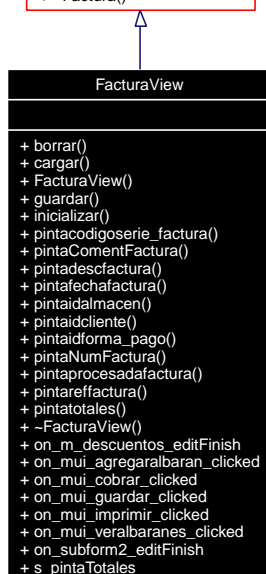 FacturaView
+ borrar()
+ cargar()
+ FacturaView()
+ guardar()
+ inicializar()
+ pintacodigoserie_factura()
+ pintaComentFactura()
+ pintadescfactura()
+ pintafechafactura()
+ pintaidalmacen()
+ pintaidcliente()
+ pintaidforma_pago()
+ pintaNumFactura()
+ pintaprocesadafactura()
+ pintareffactura()
+ pintatotales()
+ ~FacturaView()
+ on_m_descuentos_editFinish
+ on_mui_agregaralbaran_clicked
+ on_mui_cobrar_clicked
+ on_mui_guardar_clicked
+ on_mui_imprimir_clicked
+ on_mui_veralbaranes_clicked
+ on_subform2_editFinish
+ s_pintaTotales